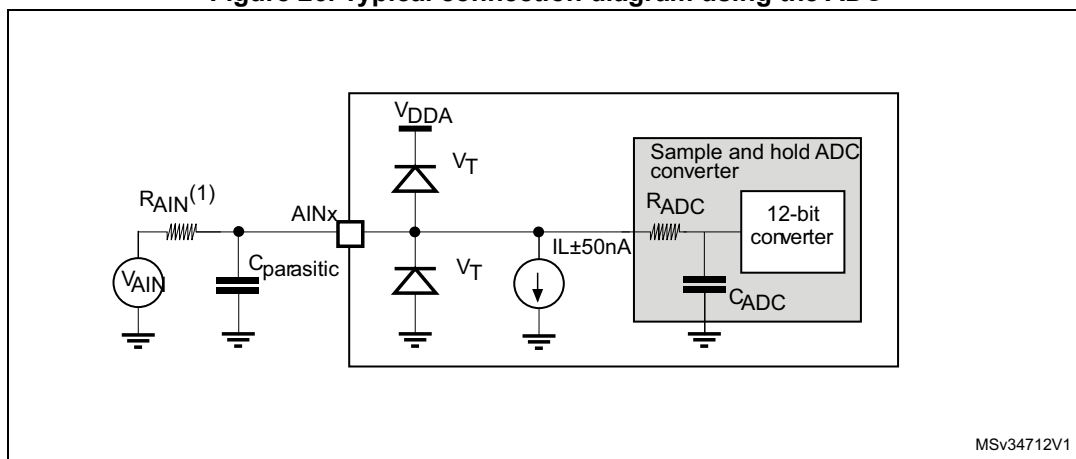 Figure 26. Typical connection diagram using the ADC
VDDA
VT
Sample and hold ADC
converter
RAIN(1)
AINx
RADC
12-bit
converter
IL±50nA
VAIN
Cparasitic
VT
CADC
MSv34712V1